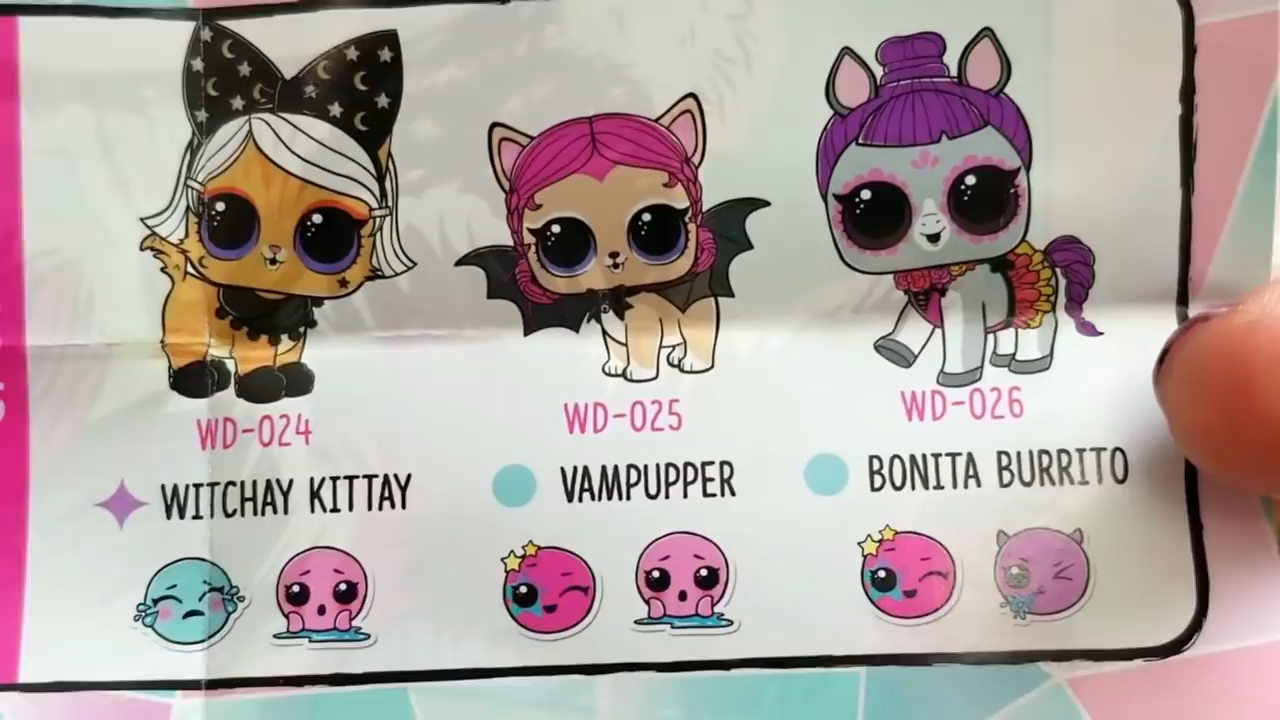 WD-024
WD-025
WD-026
WITCHAY KITTAY
VAMPUPPER
BONITA BURRITO